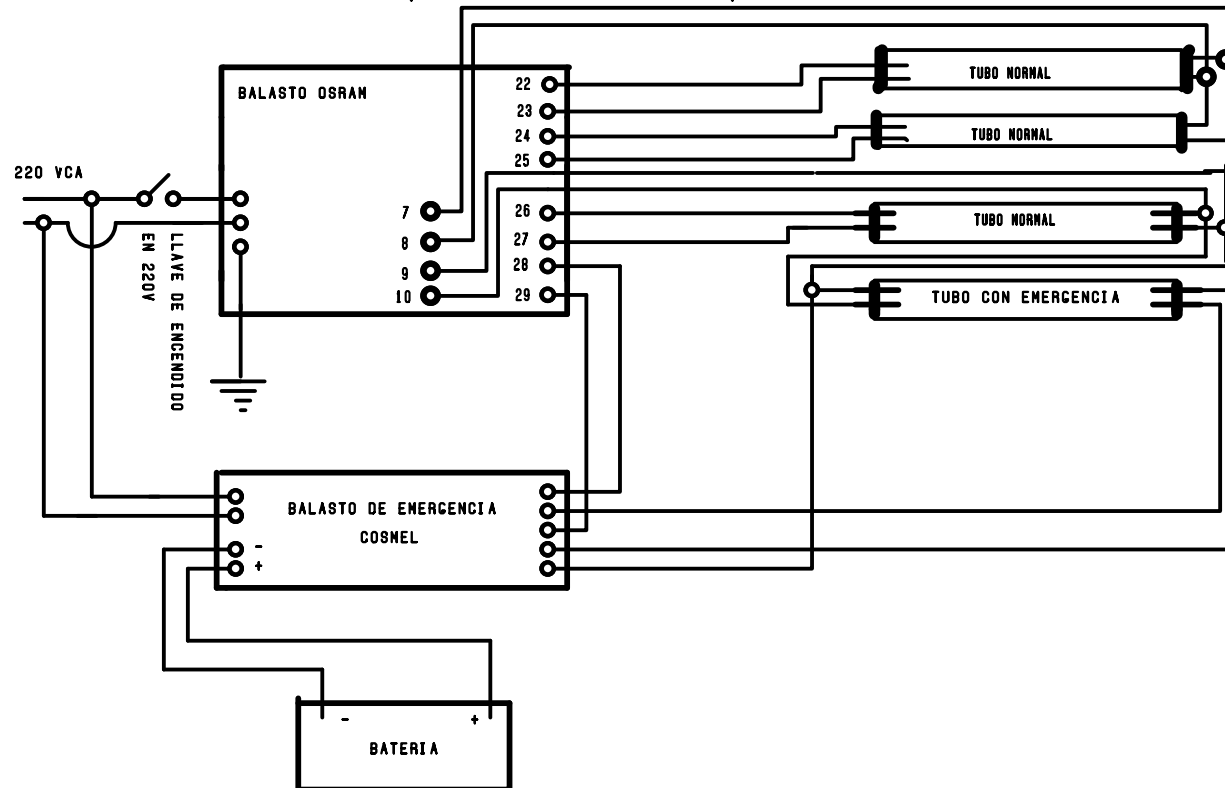 BALASTO OSRAM
22
TUBO NORMAL
23
24
TUBO NORMAL
25
220 VCA
7
26
TUBO NORMAL
8
27
9
28
10
29
TUBO CON EMERGENCIA
LLAVE DE ENCENDIDO
EN 220V
BALASTO DE EMERGENCIA
COSMEL
-
+
-
+
BATERIA